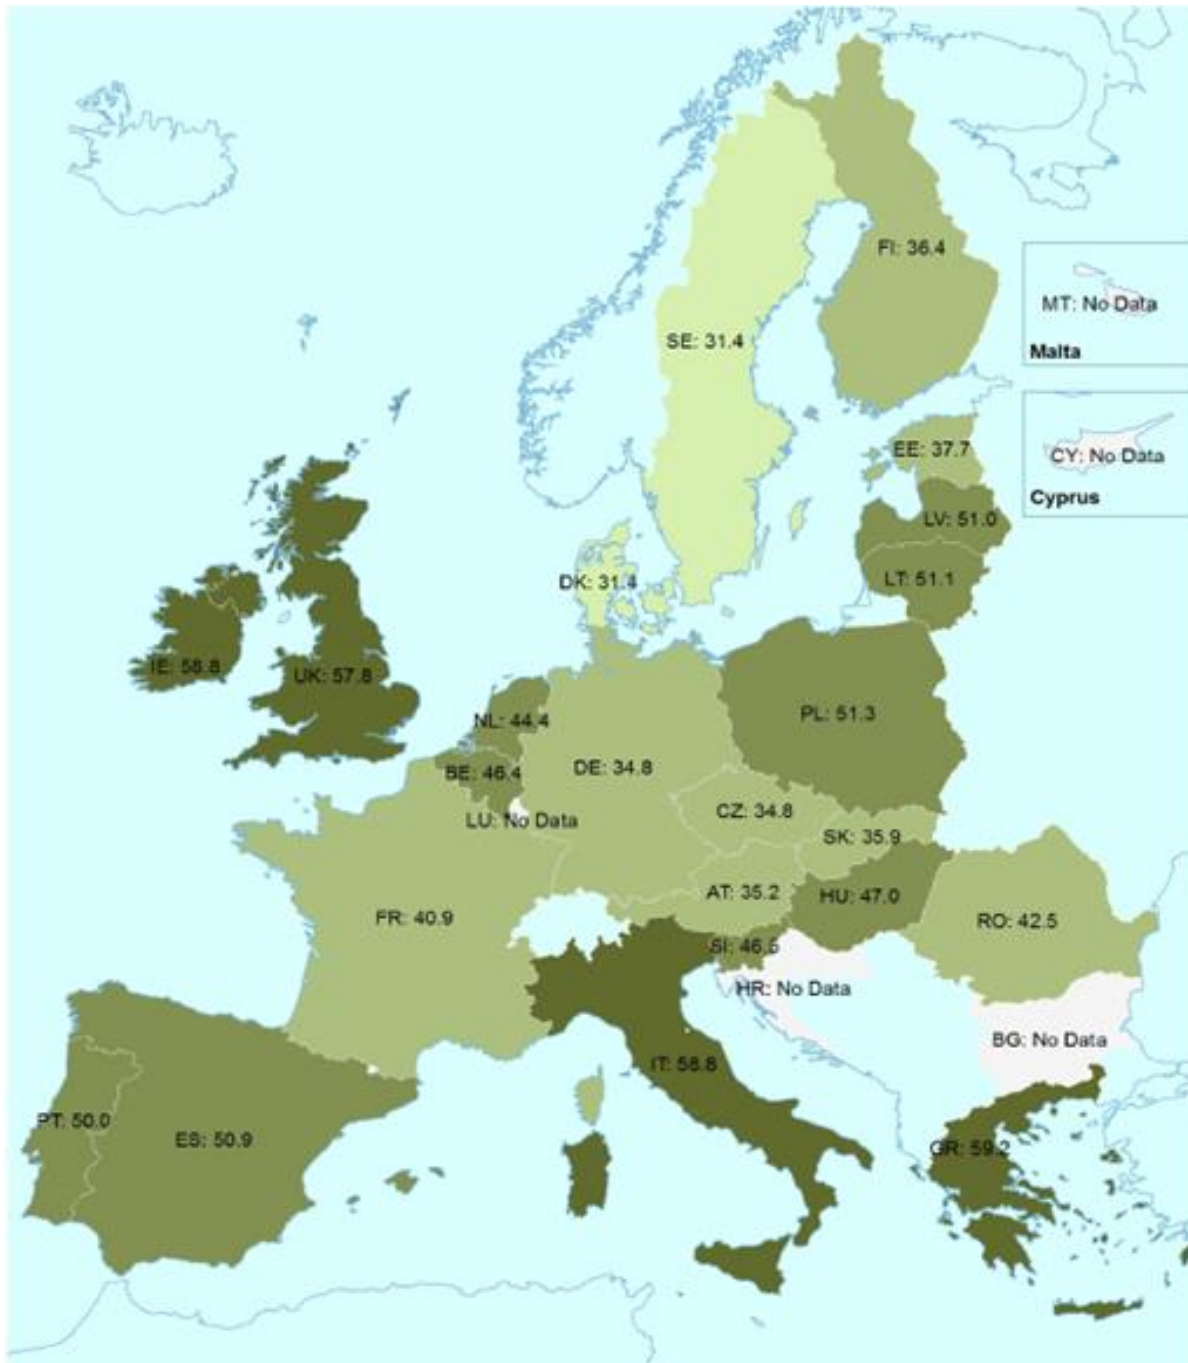 FI: 36.4
MT: No Data
SE: 31.4
Malta
EE: 37.7
CY: No Data
Cyprus
LV: 51.0
DK: 31.4
LT: 51.1
IE: 58.8
UK: 57.8
NL: 44.4
PL: 51.3
BE: 46.4
DE: 34.8
CZ: 34.8
LU: No Data
SK: 35.9
AT: 35.2
HU: 47.0
FR: 40.9
RO: 42.5
SI: 46.5
HR: No Data
BG: No Data
IT: 58.8
PT: 50.0
ES: 50.9
GR: 59.2